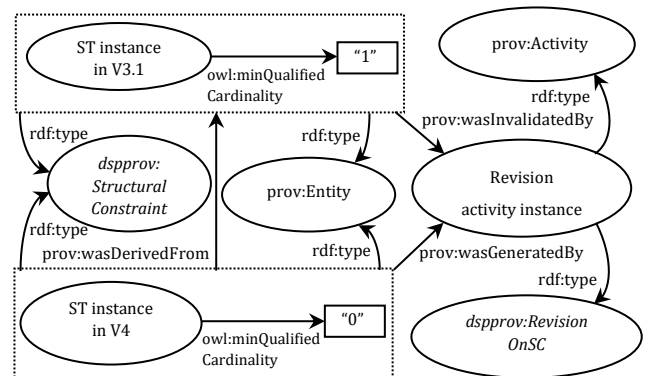 ST instance
in V3.1
"1"
owl:minQualified
Cardinality
prov:Activity
rdf:type
prov:wasInvalidatedBy
rdf:type
rdf:type
dspprov:
Structural
Constraint
prov:Entity
Revision
activity instance
rdf:type
prov:wasDerivedFrom
rdf:type
prov:wasGeneratedBy
rdf:type
ST instance
in V4
"0"
owl:minQualified
Cardinality
dspprov:Revision
OnSC